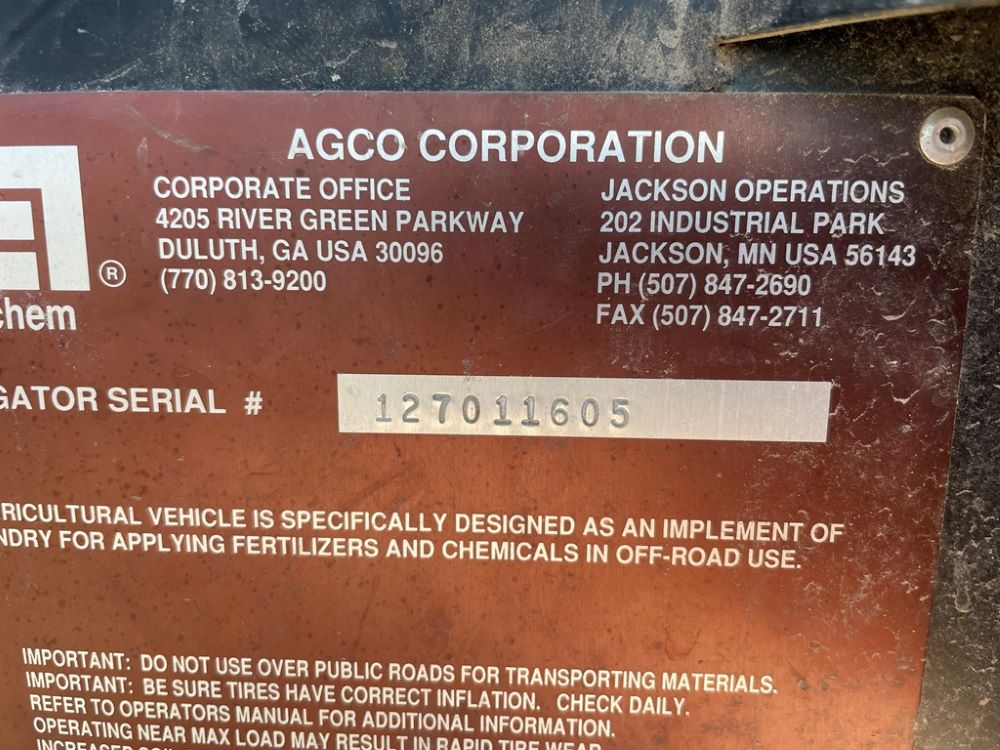 AGCO CORPORATION
CORPORATE OFFICE
4205 RIVER GREEN PARKWAY
DULUTH, GA USA 30096
(770) 813-9200
JACKSON OPERATIONS
202 INDUSTRIAL PARK
JACKSON, MN USA 56143
PH (507) 847-2690
FAX (507) 847-2711
®
chem
GATOR SERIAL # 127011605
RICULTURAL VEHICLE IS SPECIFICALLY DESIGNED AS AN IMPLEMENT OF
NDRY FOR APPLYING FERTILIZERS AND CHEMICALS IN OFF-ROAD USE.
IMPORTANT: DO NOT USE OVER PUBLIC ROADS FOR TRANSPORTING MATERIALS.
IMPORTANT: BE SURE TIRES HAVE CORRECT INFLATION. CHECK DAILY.
REFER TO OPERATORS MANUAL FOR ADDITIONAL INFORMATION.
OPERATING NEAR MAX LOAD MAY RESULT IN RAPID TIRE WEAR
INCREASED